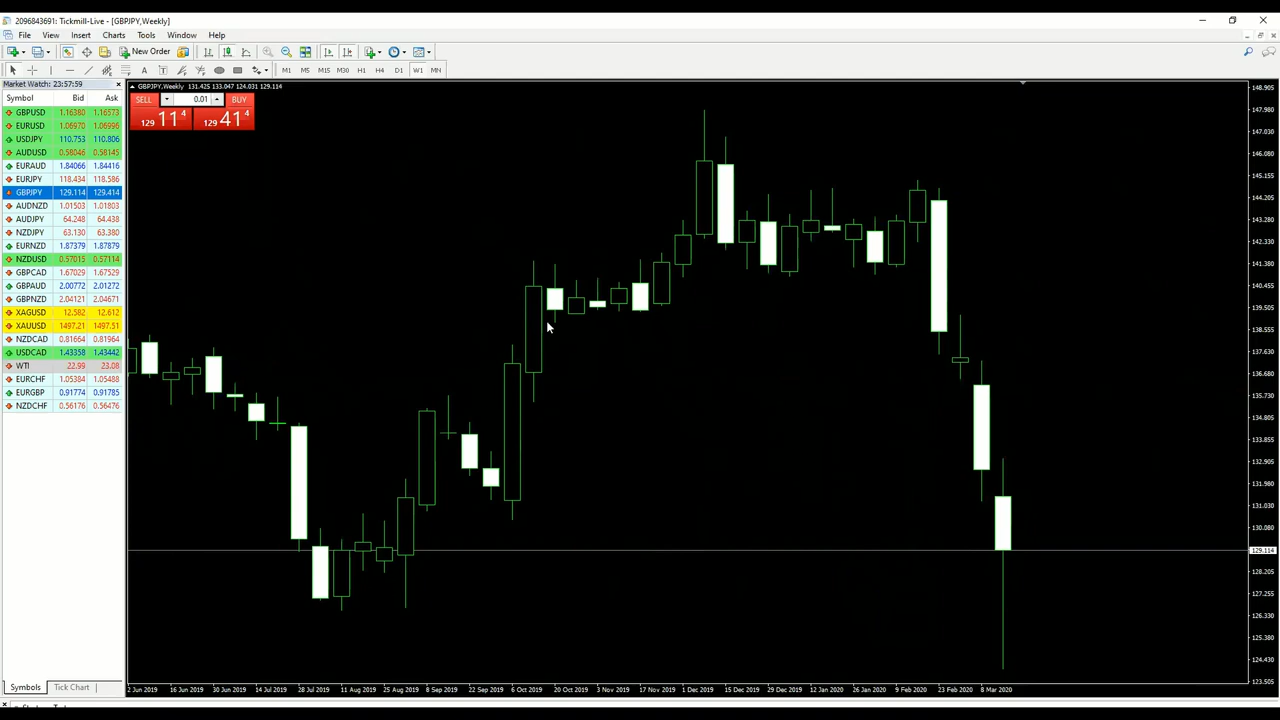 2096843691: Tickmill-Live - [GBPJPY,Weekly]
File View Insert Charts Tools Window Help
New Order
A T M1 M5 M15 M30 H1 H4 D1 W1 MN
Market Watch: 23:57:59
Symbol Bid Ask
GBPUSD 1.16380 1.16573
EURUSD 1.06970 1.06996
USDJPY 110.753 110.806
AUDUSD 0.58046 0.58145
EURAUD 1.84066 1.84416
EURJPY 118.434 118.586
GBPJPY 129.114 129.414
AUDNZD 1.01503 1.01803
AUDJPY 64.248 64.438
NZDJPY 63.130 63.380
EURNZD 1.87379 1.87879
NZDUSD 0.57015 0.57114
GBPCAD 1.67029 1.67529
GBPAUD 2.00772 2.01272
GBPNZD 2.04121 2.04671
XAGUSD 12.582 12.612
XAUUSD 1497.21 1497.51
NZDCAD 0.81664 0.81964
USDCAD 1.43358 1.43442
WTI 22.99 23.08
EURCHF 1.05384 1.05488
EURGBP 0.91774 0.91785
NZDCHF 0.56176 0.56476
Symbols Tick Chart
GBPJPY,Weekly 131.425 133.047 124.031 129.114
SELL 0.01 BUY
129 11 4 129 41 4
148.905
147.980
147.030
146.080
145.155
144.205
143.280
142.330
141.380
140.455
139.505
138.555
137.630
136.680
135.730
134.805
133.855
132.905
131.980
131.030
130.080
129.114
128.205
127.255
126.330
125.380
124.430
123.505
2 Jun 2019 16 Jun 2019 30 Jun 2019 14 Jul 2019 28 Jul 2019 11 Aug 2019 25 Aug 2019 8 Sep 2019 22 Sep 2019 6 Oct 2019 20 Oct 2019 3 Nov 2019 17 Nov 2019 1 Dec 2019 15 Dec 2019 29 Dec 2019 12 Jan 2020 26 Jan 2020 9 Feb 2020 23 Feb 2020 8 Mar 2020